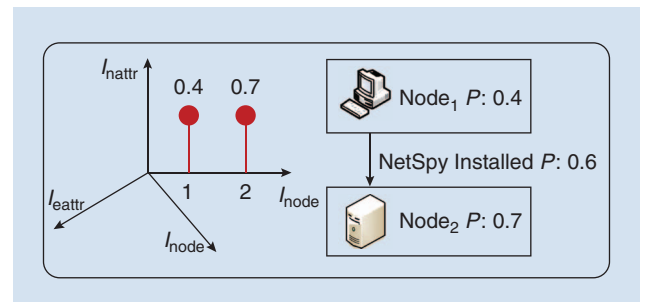 I_nattr
0.4 0.7
1 2
I_node
I_eattr
I_node
Node_1 P: 0.4
NetSpy Installed P: 0.6
Node_2 P: 0.7